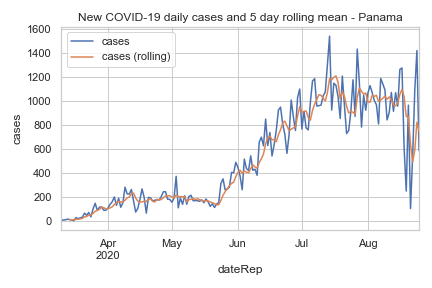 New COVID-19 daily cases and 5 day rolling mean - Panama
cases
cases (rolling)
1600
1400
1200
1000
800
600
400
200
0
cases
Apr
2020
May
Jun
Jul
Aug
dateRep